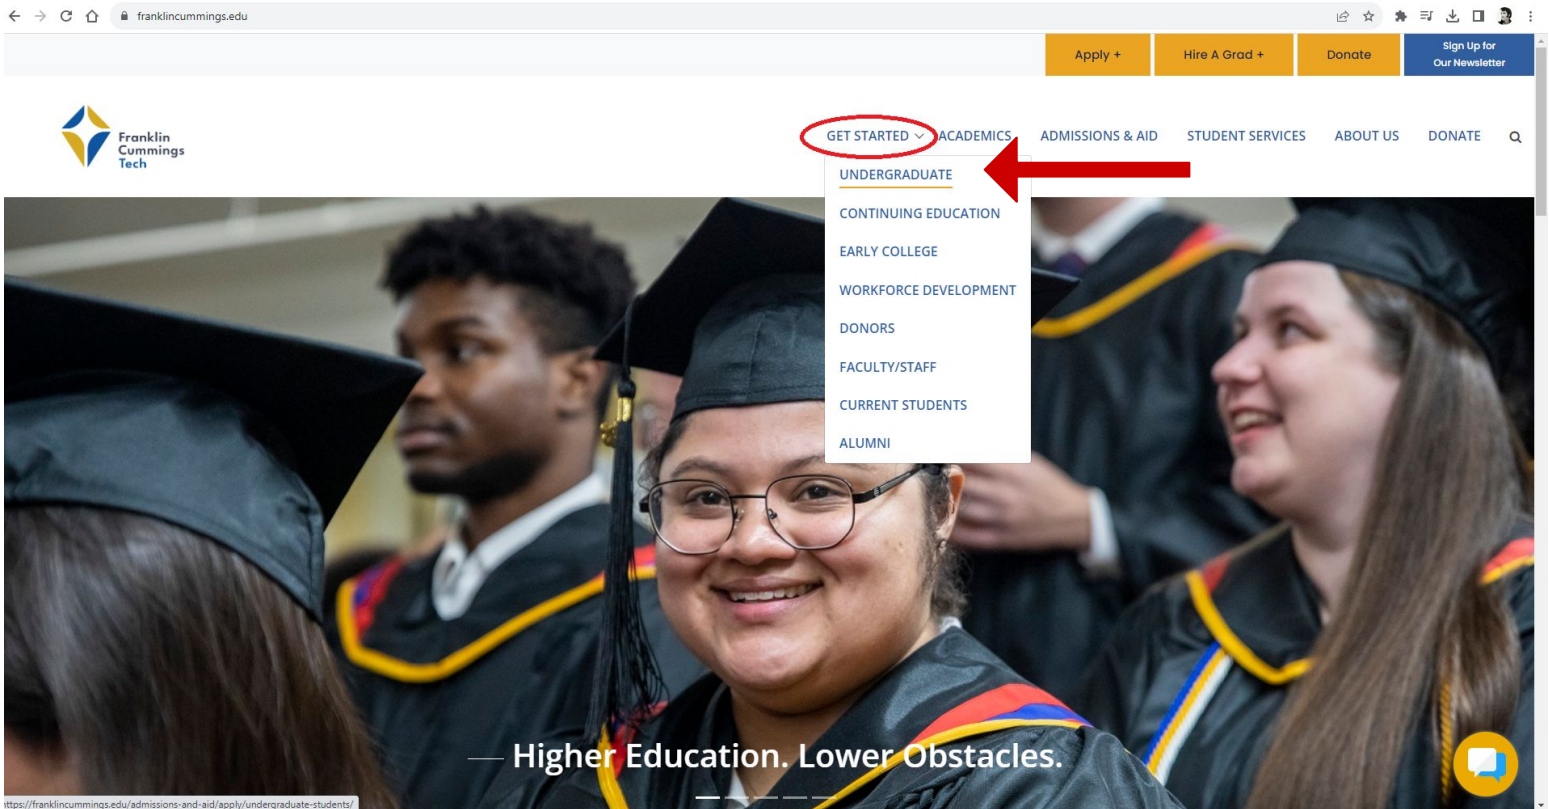 franklincummings.edu
Apply +
Hire A Grad +
Donate
Sign Up for
Our Newsletter
Franklin
Cummings
Tech
GET STARTED
ACADEMICS
ADMISSIONS & AID
STUDENT SERVICES
ABOUT US
DONATE
UNDERGRADUATE
CONTINUING EDUCATION
EARLY COLLEGE
WORKFORCE DEVELOPMENT
DONORS
FACULTY/STAFF
CURRENT STUDENTS
ALUMNI
Higher Education. Lower Obstacles.
https://franklincummings.edu/admissions-and-aid/apply/undergraduate-students/